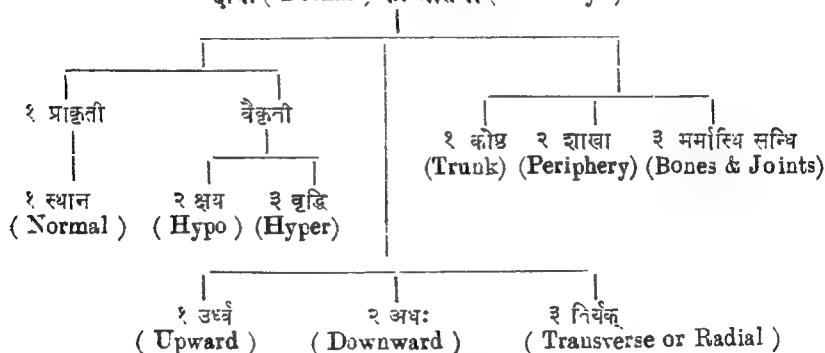 १ प्राकृती वैकृती
१ कोष्ठ २ शाखा ३ मर्मास्थि सन्धि
(Trunk) (Periphery) (Bones & Joints)
१ स्थान २ क्षय ३ वृद्धि
( Normal ) ( Hypo ) (Hyper)
१ उर्ध्व २ अधः ३ तिर्यक्
( Upward ) ( Downward ) ( Transverse or Radial )